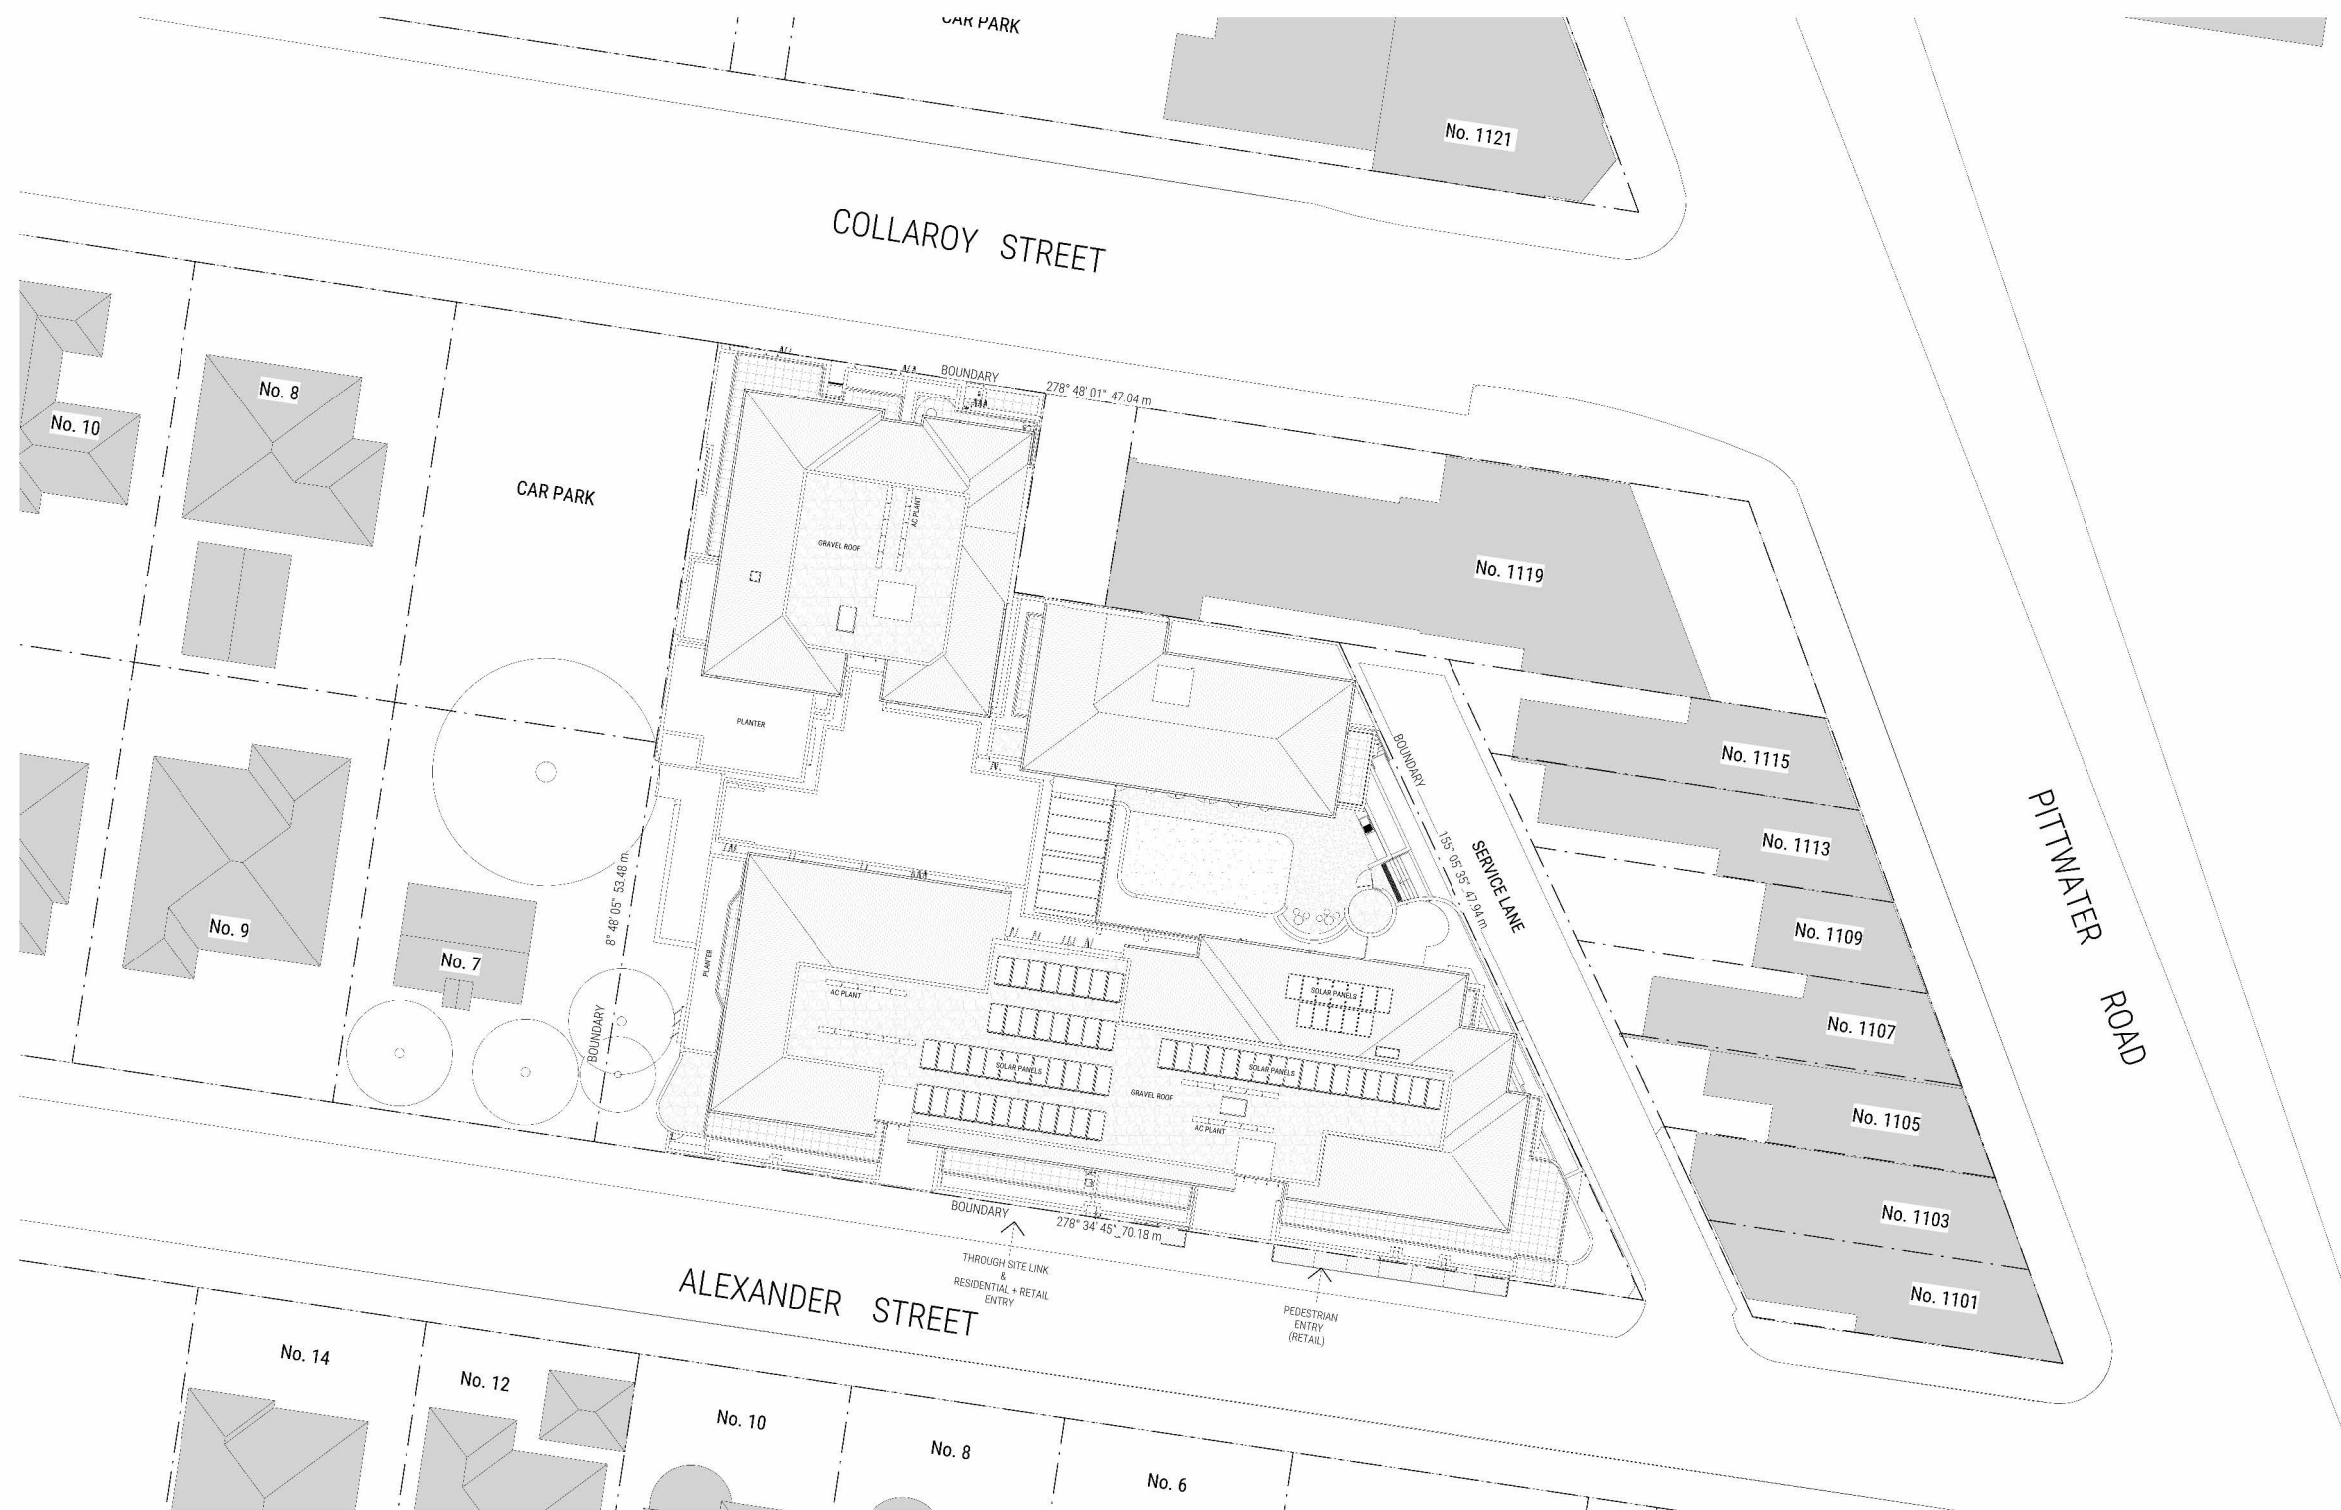 CAR PARK
No. 1121
COLLAROY STREET
No. 8
No. 10
CAR PARK
BOUNDARY
278° 48' 01" 47.04 m
AC PLANT
GRAVEL ROOF
No. 1119
PLANTER
BOUNDARY
155° 05' 35" 47.94 m
SERVICE LANE
No. 1115
No. 1113
No. 1109
No. 1107
No. 1105
No. 1103
No. 1101
PITTWATER ROAD
8° 48' 05" 53.48 m
BOUNDARY
No. 9
No. 7
PLANTER
AC PLANT
SOLAR PANELS
SOLAR PANELS
SOLAR PANELS
GRAVEL ROOF
AC PLANT
BOUNDARY
278° 34' 45" 70.18 m
THROUGH SITE LINK
&
RESIDENTIAL + RETAIL
ENTRY
PEDESTRIAN
ENTRY
(RETAIL)
ALEXANDER STREET
No. 14
No. 12
No. 10
No. 8
No. 6